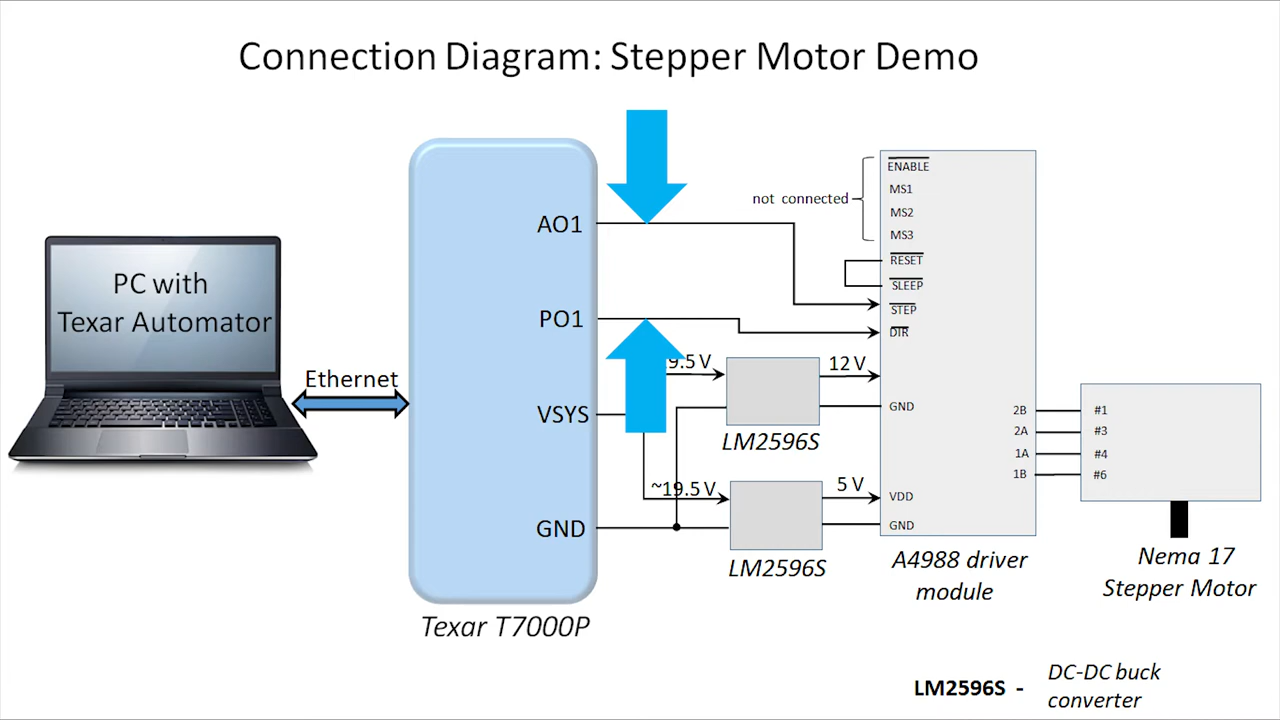 Connection Diagram: Stepper Motor Demo
PC with
Texar Automator
Ethernet
AO1
PO1
VSYS
GND
Texar T7000P
not connected
ENABLE
MS1
MS2
MS3
RESET
SLEEP
STEP
DIR
9.5 V
12 V
GND
LM2596S
~19.5 V
5 V
VDD
GND
LM2596S
2B
2A
1A
1B
A4988 driver
module
#1
#3
#4
#6
Nema 17
Stepper Motor
LM2596S - DC-DC buck
converter